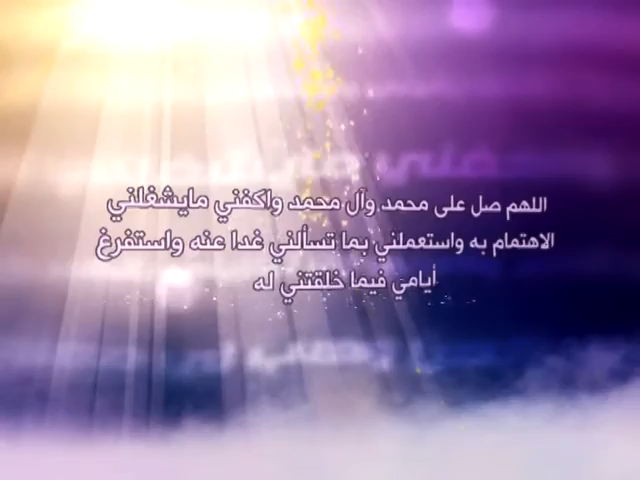 اللهم صل على محمد وآل محمد واكفني مايشغلني
الاهتمام به واستعملني بما تسألني غدا عنه واستفرغ
أيامي فيما خلقتني له